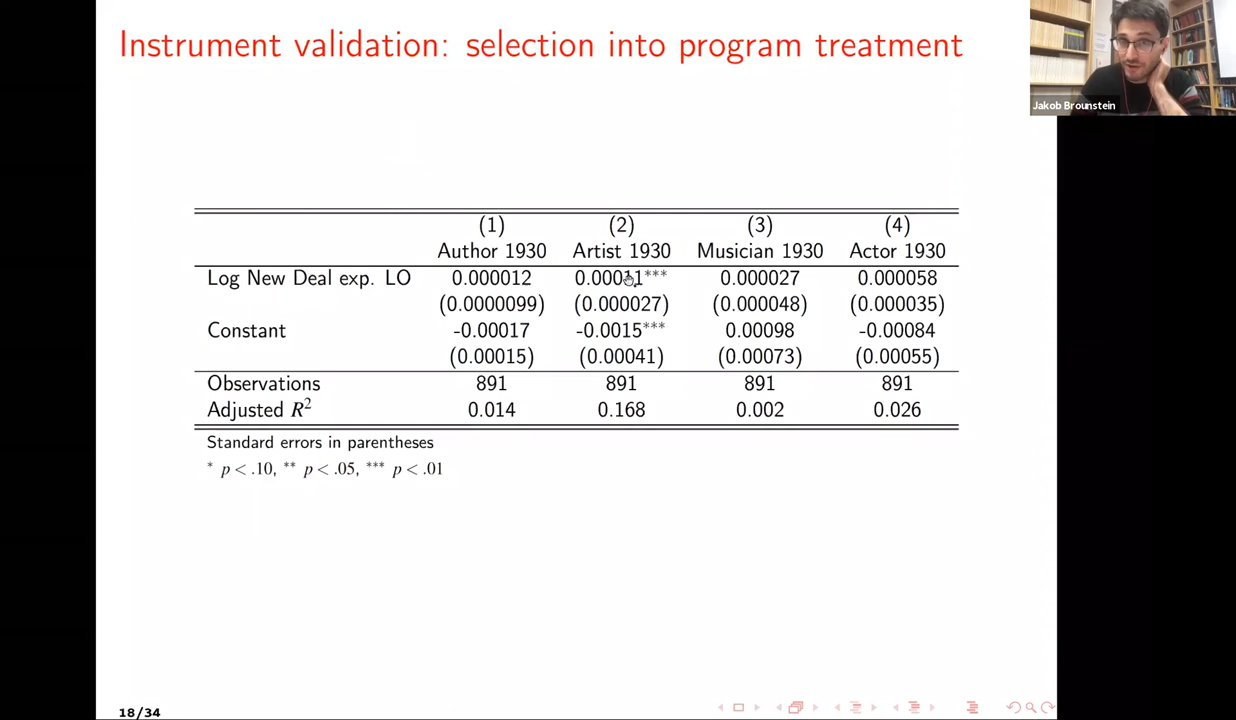 Instrument validation: selection into program treatment
Jakob Brounstein
(1) (2) (3) (4)
Author 1930 Artist 1930 Musician 1930 Actor 1930
Log New Deal exp. LO 0.000012 0.00011*** 0.000027 0.000058
(0.0000099) (0.000027) (0.000048) (0.000035)
Constant -0.00017 -0.0015*** 0.00098 -0.00084
(0.00015) (0.00041) (0.00073) (0.00055)
Observations 891 891 891 891
Adjusted R² 0.014 0.168 0.002 0.026
Standard errors in parentheses
* p < .10, ** p < .05, *** p < .01
18/34